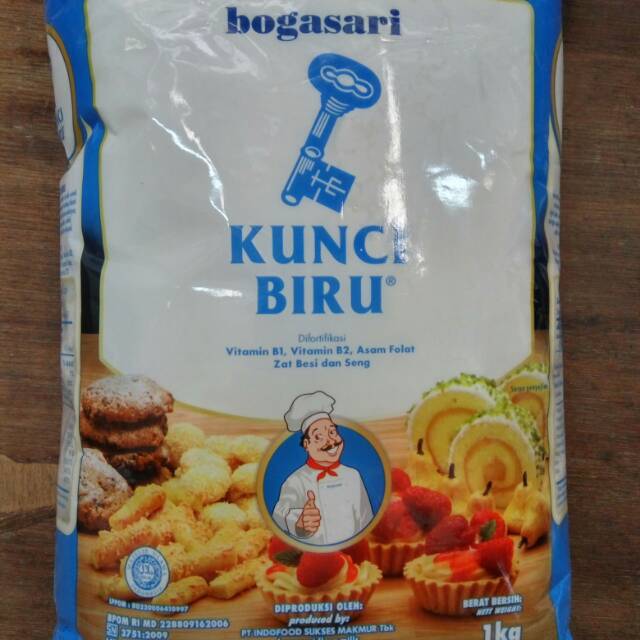 bogasari
KUNCI
BIRU®
Difortifikasi
Vitamin B1, Vitamin B2, Asam Folat
Zat Besi dan Seng
BPOM RI MD 228809162006
SNI 3751:2009
DIPRODUKSI OLEH:
produced by:
PT. INDOFOOD SUKSES MAKMUR Tbk
BERAT BERSIH:
NETT WEIGHT:
1kg